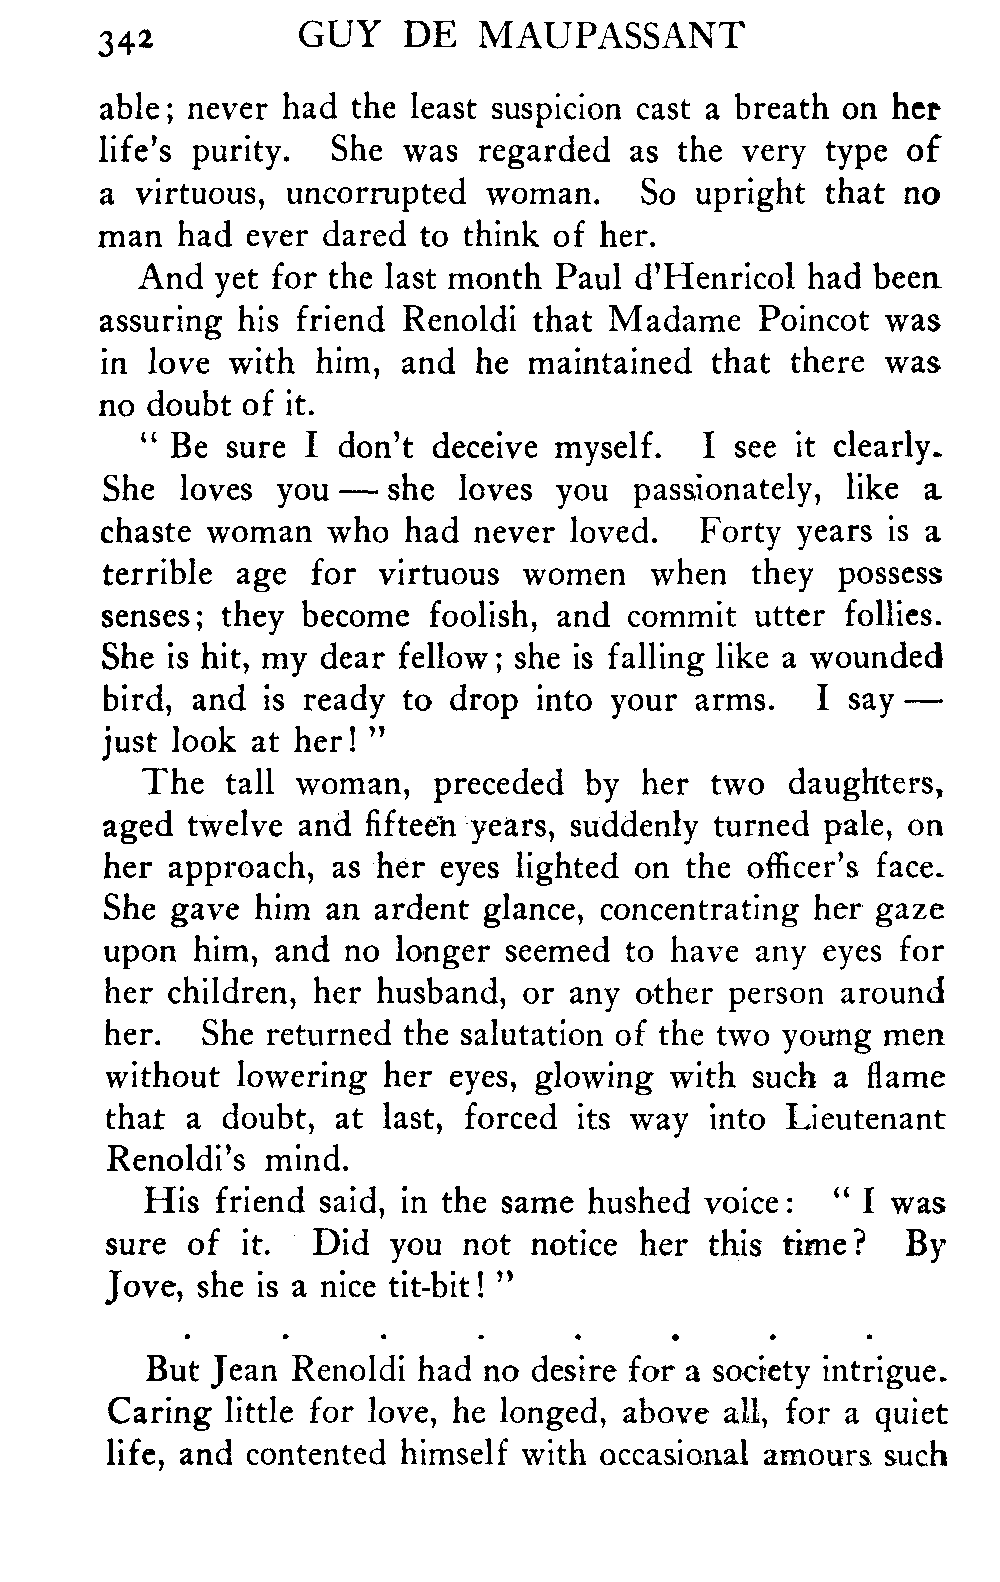 342 GUY DE MAUPASSANT
able; never had the least suspicion cast a breath on her
life's purity. She was regarded as the very type of
a virtuous, uncorrupted woman. So upright that no
man had ever dared to think of her.
And yet for the last month Paul d'Henricol had been
assuring his friend Renoldi that Madame Poincot was
in love with him, and he maintained that there was
no doubt of it.
" Be sure I don't deceive myself. I see it clearly.
She loves you — she loves you passionately, like a
chaste woman who had never loved. Forty years is a
terrible age for virtuous women when they possess
senses; they become foolish, and commit utter follies.
She is hit, my dear fellow; she is falling like a wounded
bird, and is ready to drop into your arms. I say —
just look at her! "
The tall woman, preceded by her two daughters,
aged twelve and fifteen years, suddenly turned pale, on
her approach, as her eyes lighted on the officer's face.
She gave him an ardent glance, concentrating her gaze
upon him, and no longer seemed to have any eyes for
her children, her husband, or any other person around
her. She returned the salutation of the two young men
without lowering her eyes, glowing with such a flame
that a doubt, at last, forced its way into Lieutenant
Renoldi's mind.
His friend said, in the same hushed voice: " I was
sure of it. Did you not notice her this time? By
Jove, she is a nice tit-bit! "
. . . . . . . .
But Jean Renoldi had no desire for a society intrigue.
Caring little for love, he longed, above all, for a quiet
life, and contented himself with occasional amours such